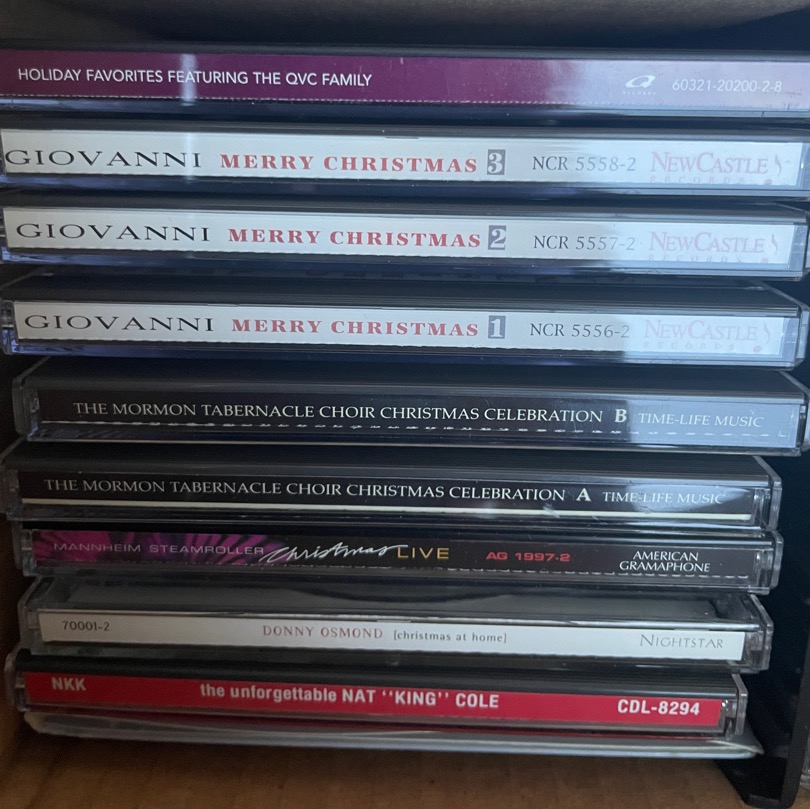 HOLIDAY FAVORITES FEATURING THE QVC FAMILY Q RECORDS 60321-20200-2-8
GIOVANNI MERRY CHRISTMAS 3 NCR 5558-2 NEWCASTLE RECORDS
GIOVANNI MERRY CHRISTMAS 2 NCR 5557-2 NEWCASTLE RECORDS
GIOVANNI MERRY CHRISTMAS 1 NCR 5556-2 NEWCASTLE RECORDS
THE MORMON TABERNACLE CHOIR CHRISTMAS CELEBRATION B TIME-LIFE MUSIC
THE MORMON TABERNACLE CHOIR CHRISTMAS CELEBRATION A TIME-LIFE MUSIC
MANNHEIM STEAMROLLER Christmas LIVE AG 1997-2 AMERICAN
GRAMAPHONE
70001-2 DONNY OSMOND [christmas at home] NIGHTSTAR
NKK the unforgettable NAT "KING" COLE CDL-8294